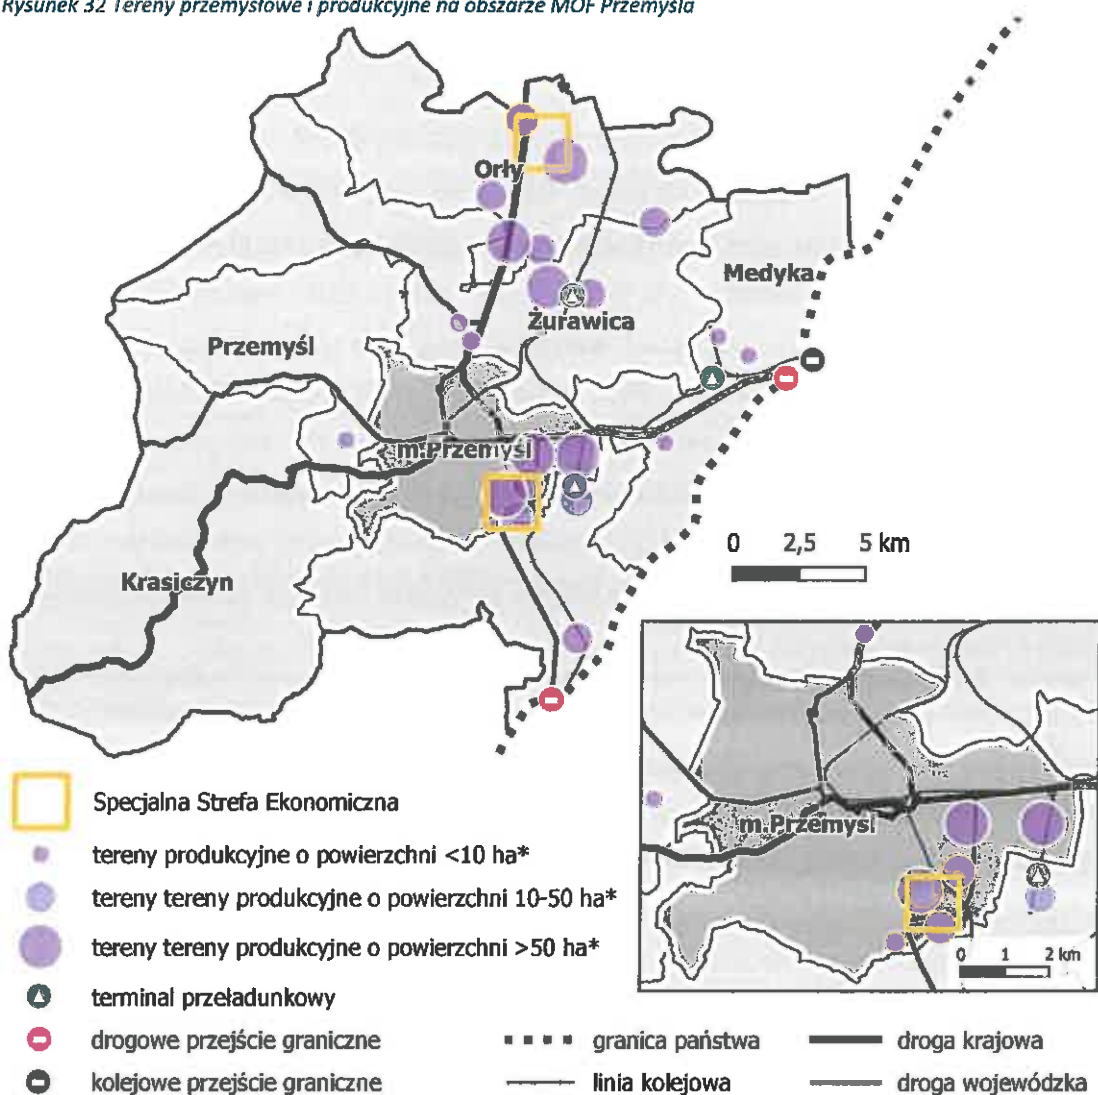 Rysunek 32 Tereny przemysłowe i produkcyjne na obszarze MOF Przemyśla
Orły
Medyka
Żurawica
Przemyśl
m.Przemyśl
Krasiczyn
0 2,5 5 km
m.Przemyśl
0 1 2 km
Specjalna Strefa Ekonomiczna
tereny produkcyjne o powierzchni <10 ha*
tereny tereny produkcyjne o powierzchni 10-50 ha*
tereny tereny produkcyjne o powierzchni >50 ha*
terminal przeładunkowy
drogowe przejście graniczne
granica państwa
droga krajowa
kolejowe przejście graniczne
linia kolejowa
droga wojewódzka